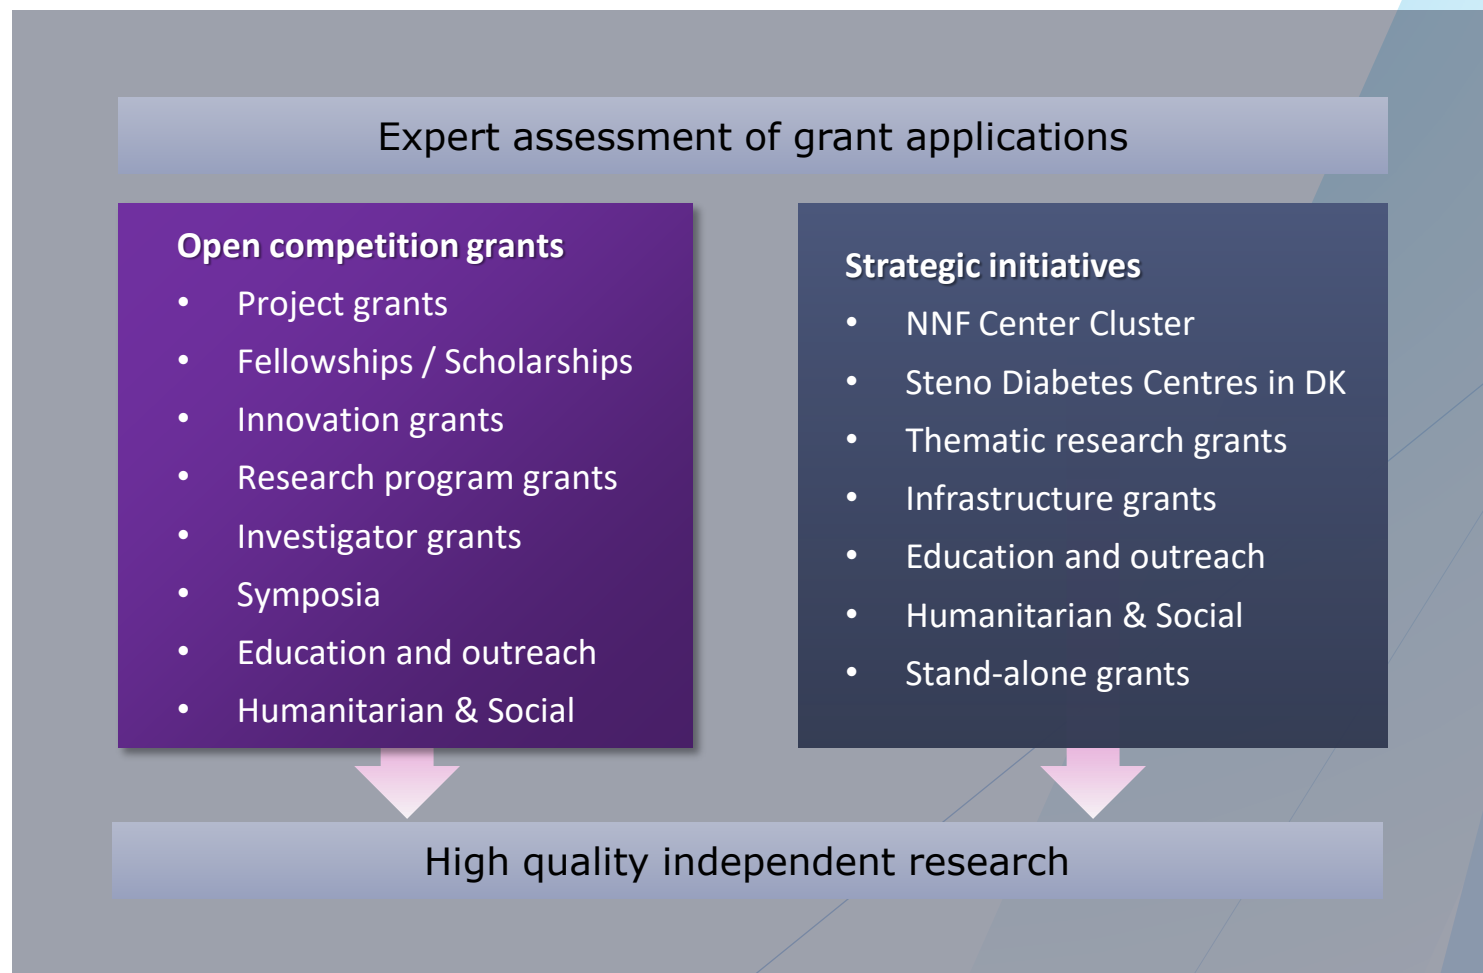 Expert assessment of grant applications
Open competition grants
• Project grants
• Fellowships / Scholarships
• Innovation grants
• Research program grants
• Investigator grants
• Symposia
• Education and outreach
• Humanitarian & Social
Strategic initiatives
• NNF Center Cluster
• Steno Diabetes Centres in DK
• Thematic research grants
• Infrastructure grants
• Education and outreach
• Humanitarian & Social
• Stand-alone grants
High quality independent research